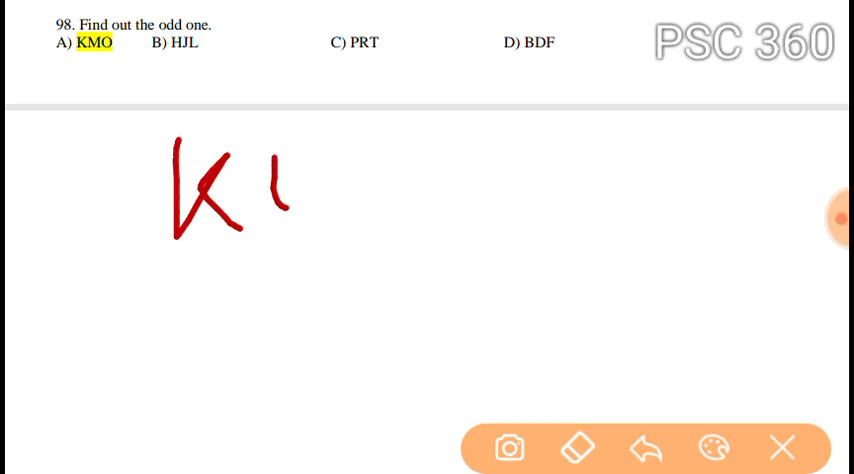 98. Find out the odd one.
A) KMO B) HJL C) PRT D) BDF
PSC 360
K